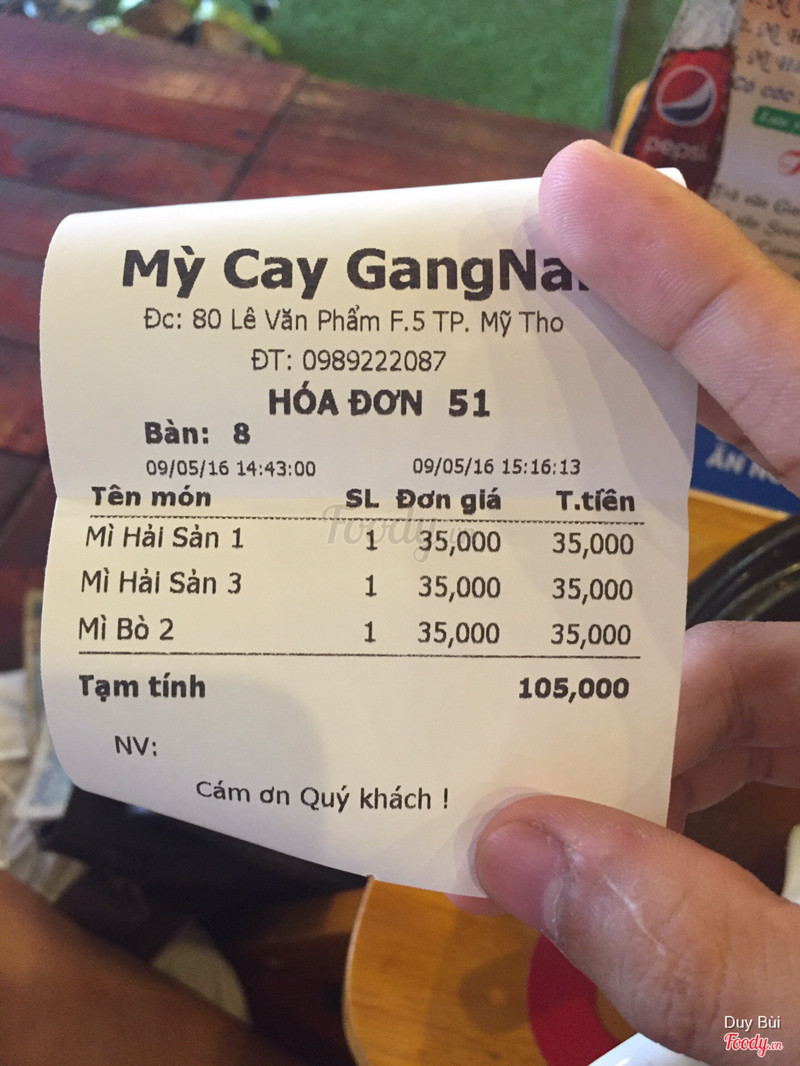 Mỳ Cay
Đc: 80 Lê Văn Phẩm F.5 TP. Mỹ Tho
ĐT: 0989222087
HÓA ĐƠN 51
Bàn: 8
09/05/16 14:43:00 09/05/16 15:16:13
Tên món SL Đơn giá T.tiền
Mì Hải Sản 1 1 35,000 35,000
Mì Hải Sản 3 1 35,000 35,000
Mì Bò 2 1 35,000 35,000
Tạm tính 105,000
NV:
Cám ơn Quý khách !
pepsi
Foody.vn
Duy Bùi
Foody.vn